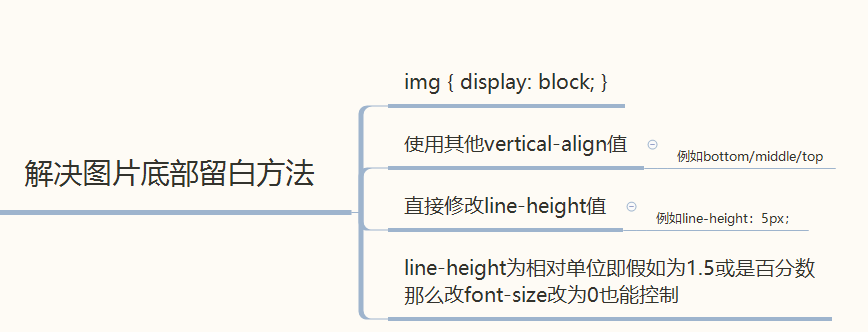 解决图片底部留白方法
img { display: block; }
使用其他vertical-align值
例如bottom/middle/top
直接修改line-height值
例如line-height：5px；
line-height为相对单位即假如为1.5或是百分数
那么改font-size改为0也能控制